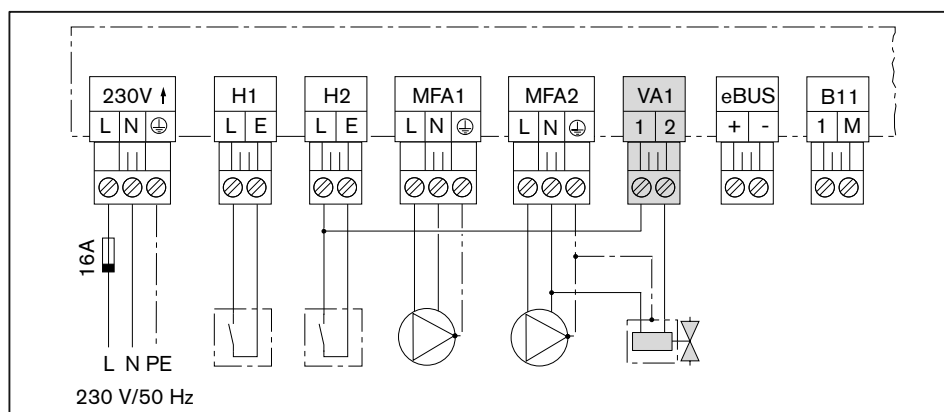 230V H1 H2 MFA1 MFA2 VA1 eBUS B11
L N L E L E L N L N 1 2 + - 1 M
16A
L N PE
230 V/50 Hz